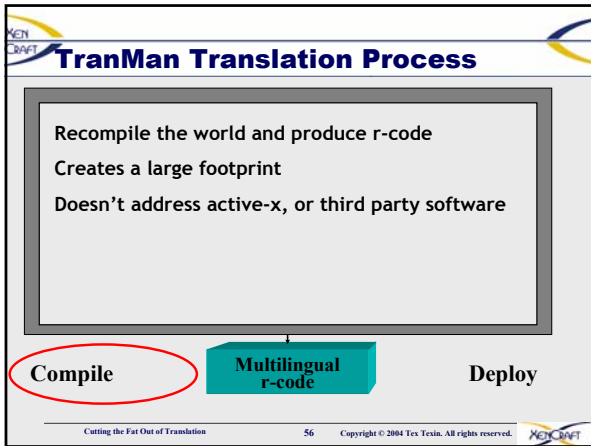 XEN
CRAFT
TranMan Translation Process
Recompile the world and produce r-code
Creates a large footprint
Doesn't address active-x, or third party software
Compile
Multilingual
r-code
Deploy
Cutting the Fat Out of Translation 56 Copyright © 2004 Tex Texin. All rights reserved.
XENCRAFT